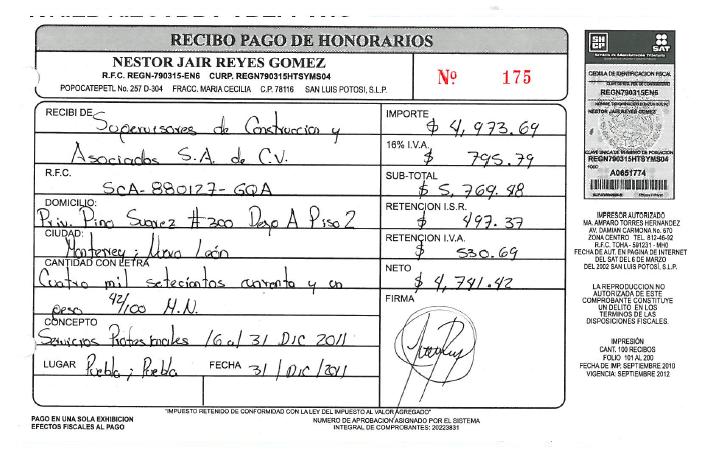 RECIBO PAGO DE HONORARIOS
NESTOR JAIR REYES GOMEZ
R.F.C. REGN-790315-EN6 CURP. REGN790315HTSYMS04
POPOCATEPETL No. 257 D-304 FRACC. MARIA CECILIA C.P. 78116 SAN LUIS POTOSI, S.L.P.
Nº 175
RECIBI DE Supervisores de Construccion y
Asociados S.A. de C.V.
R.F.C.
SCA-880127-GQA
DOMICILIO:
Priv. Pino Suarez #300 Depo A Piso 2
CIUDAD:
Monterrey; Nuevo León
CANTIDAD CON LETRA
Cuatro mil setecientos cuarenta y un
peso 42/100 M.N.
CONCEPTO
Servicios Profesionales 16 al 31 DIC 2011
LUGAR Puebla; Puebla FECHA 31/DIC/2011
IMPORTE
$ 4,973.69
16% I.V.A.
$ 795.79
SUB-TOTAL
$ 5,769.48
RETENCION I.S.R.
$ 497.37
RETENCION I.V.A.
$ 530.69
NETO
$ 4,741.42
FIRMA
"IMPUESTO RETENIDO DE CONFORMIDAD CON LA LEY DEL IMPUESTO AL VALOR AGREGADO"
PAGO EN UNA SOLA EXHIBICION
EFECTOS FISCALES AL PAGO
NUMERO DE APROBACION ASIGNADO POR EL SISTEMA
INTEGRAL DE COMPROBANTES: 20223831
SHCP
SAT
Servicio de Administración Tributaria
CEDULA DE IDENTIFICACION FISCAL
REGN790315EN6
NESTOR JAIR REYES GOMEZ
CLAVE UNICA DE REGISTRO DE POBLACION
REGN790315HTSYMS04
FOLIO
A0651774
IMPRESOR AUTORIZADO
MA. AMPARO TORRES HERNANDEZ
AV. DAMIAN CARMONA No. 670
ZONA CENTRO TEL. 812-46-92
R.F.C. TOHA - 591231 - MH0
FECHA DE AUT. EN PAGINA DE INTERNET
DEL SAT DEL 6 DE MARZO
DEL 2002 SAN LUIS POTOSÍ, S.L.P.
LA REPRODUCCION NO
AUTORIZADA DE ESTE
COMPROBANTE CONSTITUYE
UN DELITO EN LOS
TERMINOS DE LAS
DISPOSICIONES FISCALES.
IMPRESIÓN
CANT. 100 RECIBOS
FOLIO 101 AL 200
FECHA DE IMP. SEPTIEMBRE 2010
VIGENCIA: SEPTIEMBRE 2012